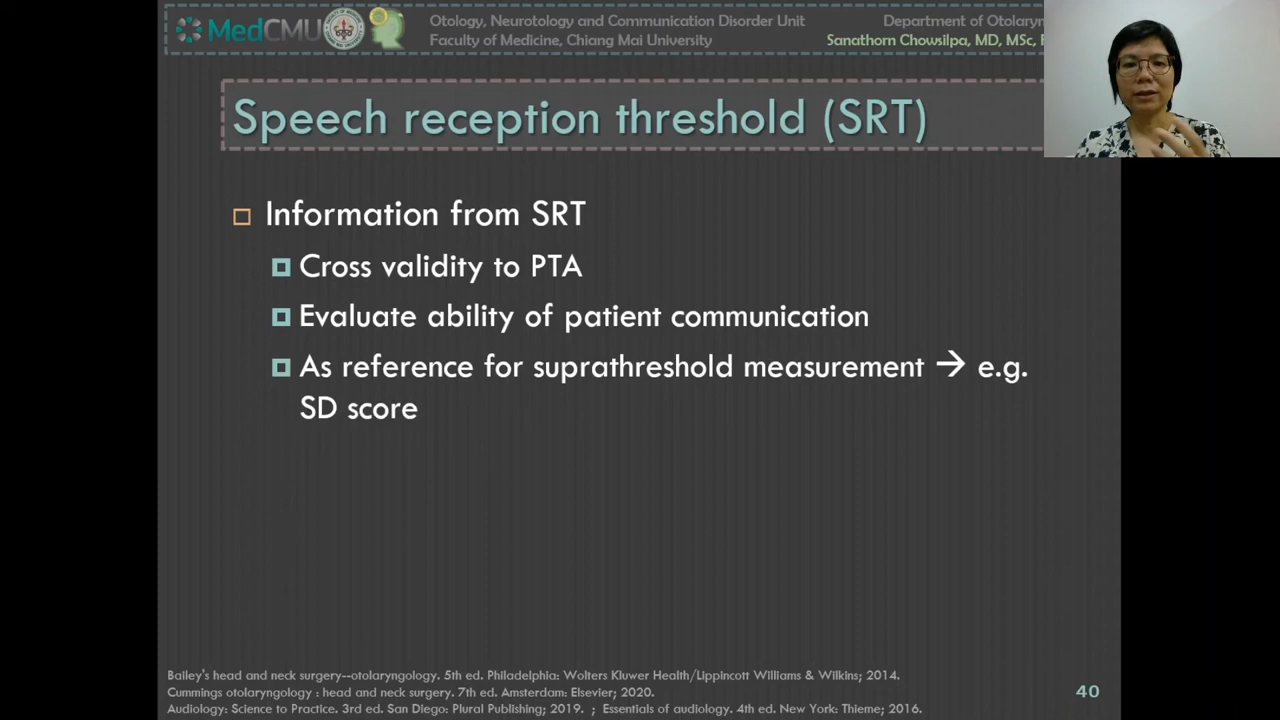 MedCMU
Otology, Neurotology and Communication Disorder Unit
Faculty of Medicine, Chiang Mai University
Department of Otolaryn
Sanathorn Chowsilpa, MD, MSc,
Speech reception threshold (SRT)
Information from SRT
Cross validity to PTA
Evaluate ability of patient communication
As reference for suprathreshold measurement → e.g.
SD score
Bailey's head and neck surgery--otolaryngology. 5th ed. Philadelphia: Wolters Kluwer Health/Lippincott Williams & Wilkins; 2014.
Cummings otolaryngology : head and neck surgery. 7th ed. Amsterdam: Elsevier; 2020.
Audiology: Science to Practice. 3rd ed. San Diego: Plural Publishing; 2019. ; Essentials of audiology. 4th ed. New York: Thieme; 2016.
40